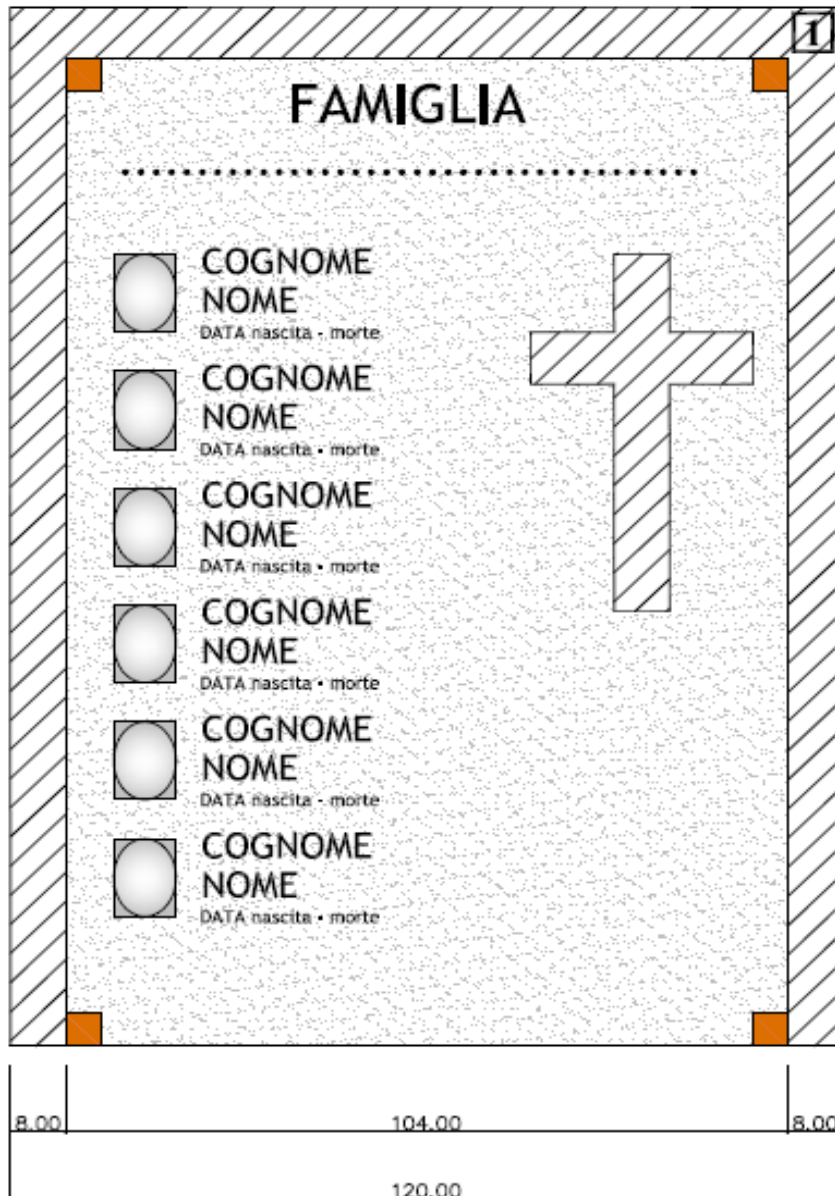 1
FAMIGLIA
COGNOME
NOME
DATA nascita - morte
COGNOME
NOME
DATA nascita - morte
COGNOME
NOME
DATA nascita - morte
COGNOME
NOME
DATA nascita - morte
COGNOME
NOME
DATA nascita - morte
COGNOME
NOME
DATA nascita - morte
8.00 104.00 8.00
120.00